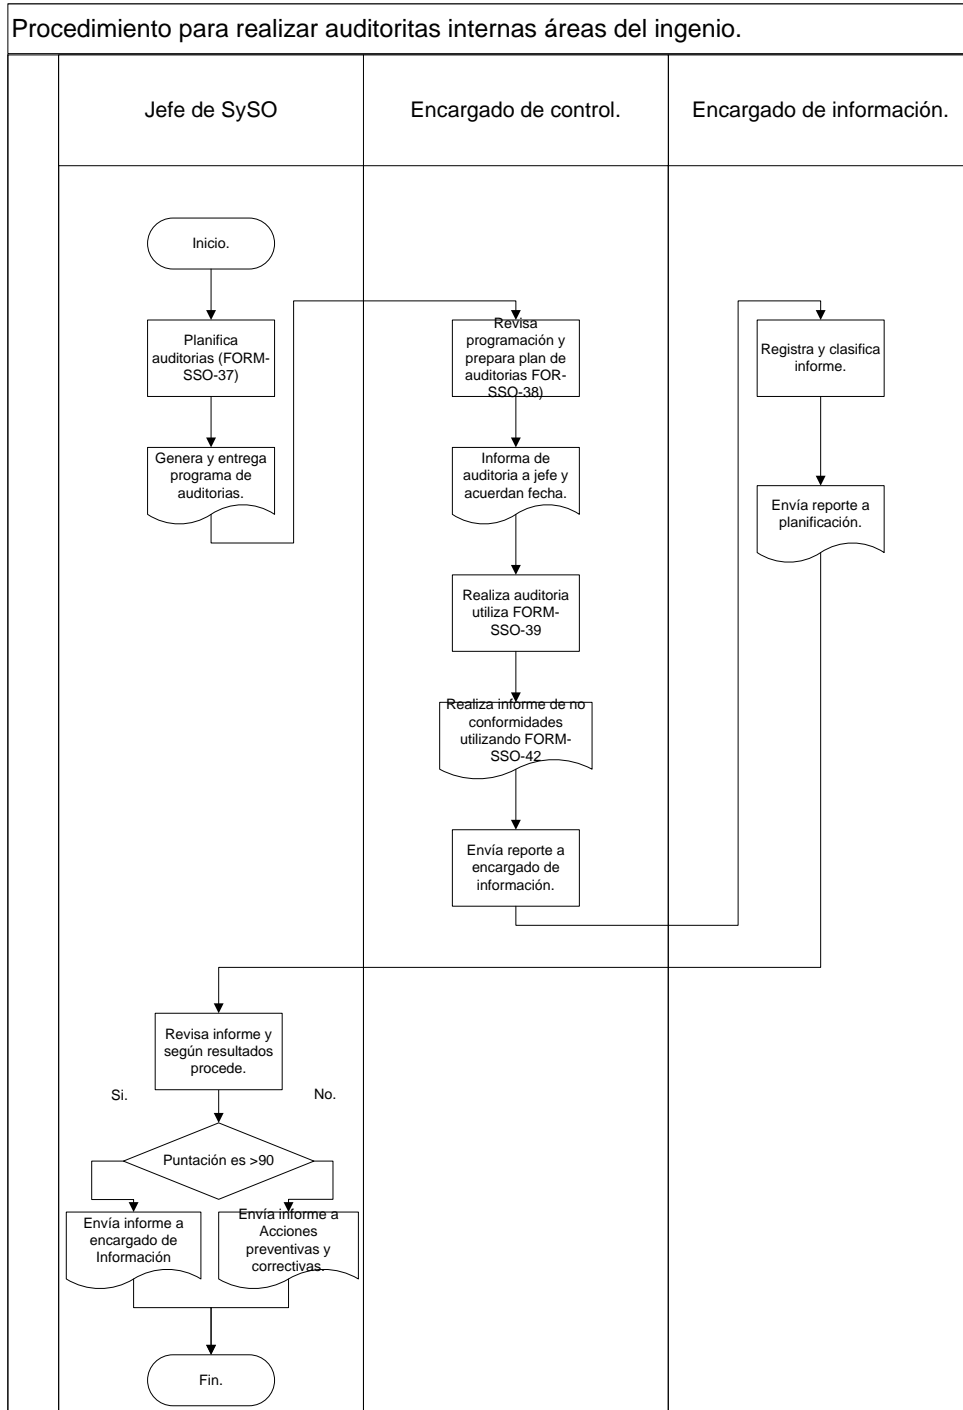 Procedimiento para realizar auditoritas internas áreas del ingenio.
Jefe de SySO
Encargado de control.
Encargado de información.
Inicio.
Planifica
auditorias (FORM-
SSO-37)
Genera y entrega
programa de
auditorias.
Revisa
programación y
prepara plan de
auditorias FOR-
SSO-38)
Informa de
auditoria a jefe y
acuerdan fecha.
Realiza auditoria
utiliza FORM-
SSO-39
Realiza informe de no
conformidades
utilizando FORM-
SSO-42
Envía reporte a
encargado de
información.
Registra y clasifica
informe.
Envía reporte a
planificación.
Revisa informe y
según resultados
procede.
Si.
No.
Puntación es >90
Envía informe a
encargado de
Información
Envía informe a
Acciones
preventivas y
correctivas.
Fin.